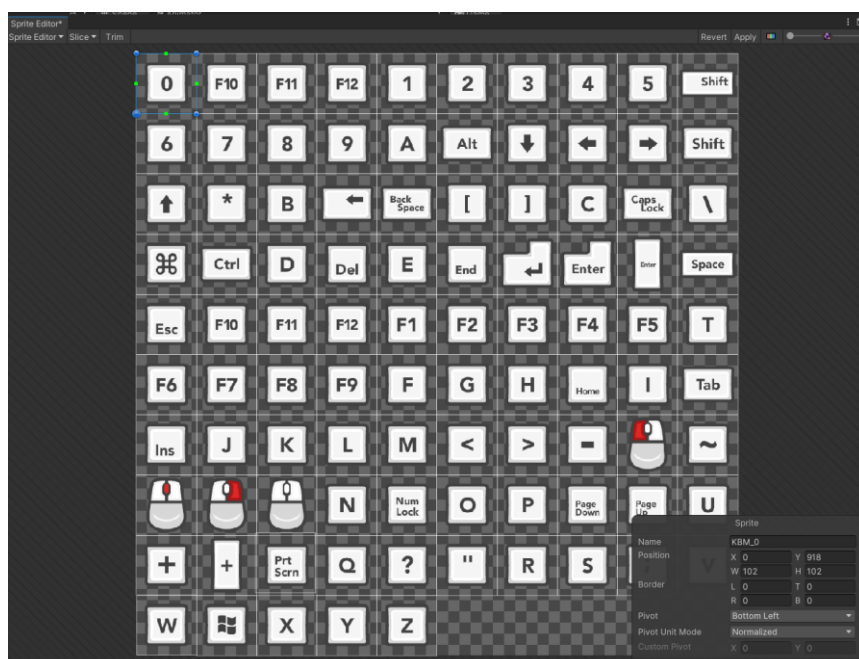 Sprite Editor*
Sprite Editor Slice Trim Revert Apply
0 F10 F11 F12 1 2 3 4 5 Shift
6 7 8 9 A Alt Shift
* B Back Space [ ] C Caps Lock \
⌘ Ctrl D Del E End Enter Enter Space
Esc F10 F11 F12 F1 F2 F3 F4 F5 T
F6 F7 F8 F9 F G H Home I Tab
Ins J K L M < > - ~
N Num Lock O P Page Down Page Up U
+ + Prt Scrn Q ? " R S V
W X Y Z
Sprite
Name KBM_0
Position X 0 Y 918
W 102 H 102
Border L 0 T 0
R 0 B 0
Pivot Bottom Left
Pivot Unit Mode Normalized
Custom Pivot X 0 Y 0